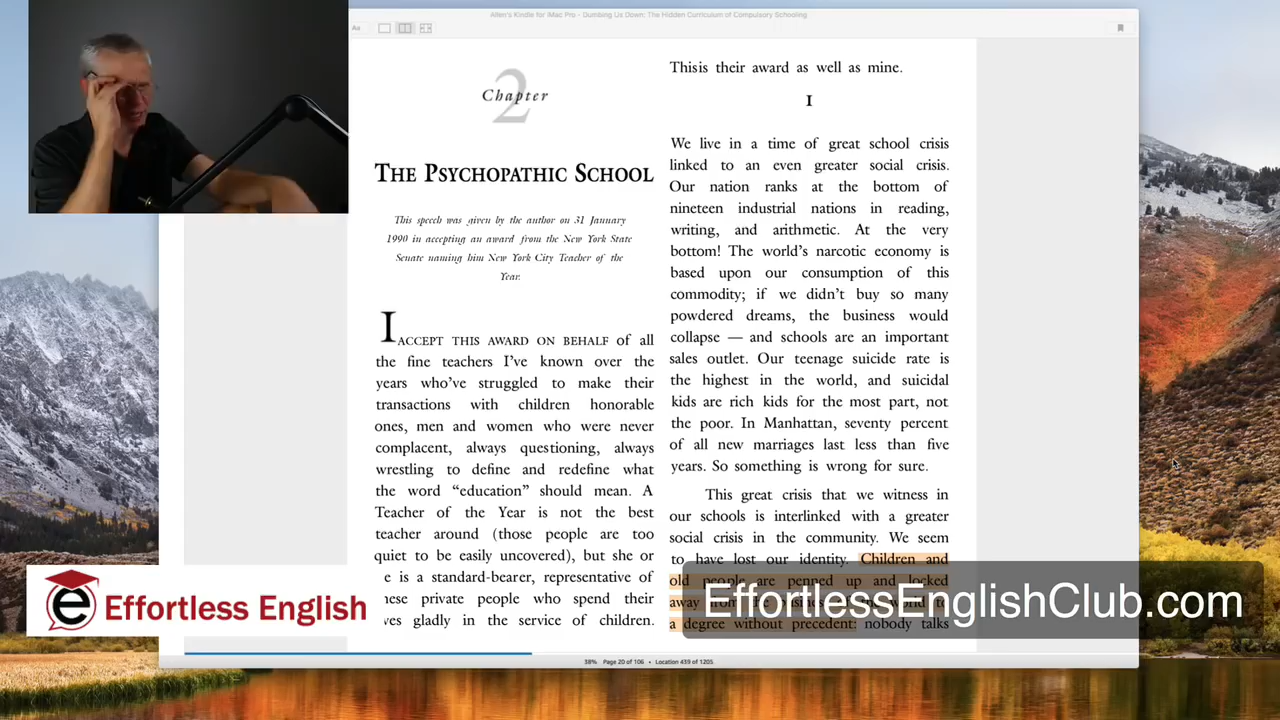 Allen's Kindle for iMac Pro - Dumbing Us Down: The Hidden Curriculum of Compulsory Schooling
Aa
Chapter
2
THE PSYCHOPATHIC SCHOOL
This speech was given by the author on 31 January
1990 in accepting an award from the New York State
Senate naming him New York City Teacher of the
Year.
I ACCEPT THIS AWARD ON BEHALF of all
the fine teachers I've known over the
years who've struggled to make their
transactions with children honorable
ones, men and women who were never
complacent, always questioning, always
wrestling to define and redefine what
the word “education” should mean. A
Teacher of the Year is not the best
teacher around (those people are too
quiet to be easily uncovered), but she or
e is a standard-bearer, representative of
hese private people who spend their
ves gladly in the service of children.
This is their award as well as mine.
I
We live in a time of great school crisis
linked to an even greater social crisis.
Our nation ranks at the bottom of
nineteen industrial nations in reading,
writing, and arithmetic. At the very
bottom! The world's narcotic economy is
based upon our consumption of this
commodity; if we didn't buy so many
powdered dreams, the business would
collapse — and schools are an important
sales outlet. Our teenage suicide rate is
the highest in the world, and suicidal
kids are rich kids for the most part, not
the poor. In Manhattan, seventy percent
of all new marriages last less than five
years. So something is wrong for sure.
This great crisis that we witness in
our schools is interlinked with a greater
social crisis in the community. We seem
to have lost our identity. Children and
old people are penned up and locked
away
a degree without precedent: nobody talks
e Effortless English
EffortlessEnglishClub.com
38% Page 20 of 106 • Location 439 of 1205